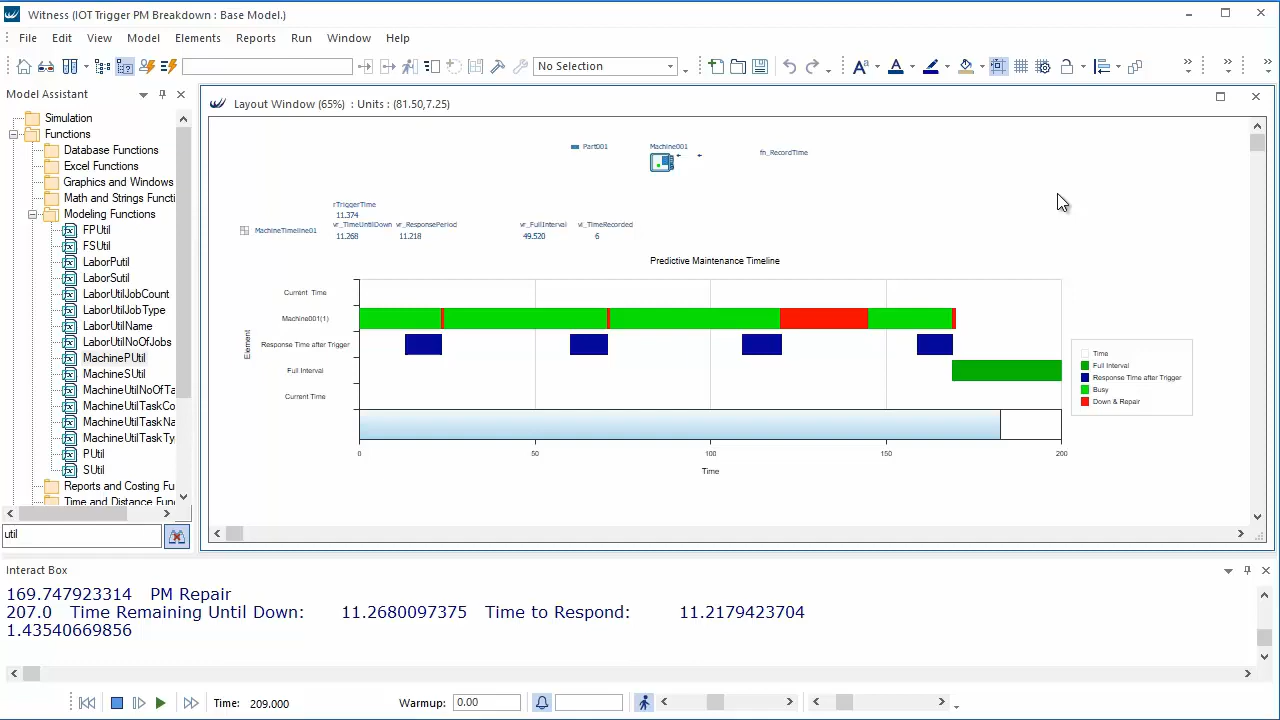 Witness (IOT Trigger PM Breakdown : Base Model.)
File Edit View Model Elements Reports Run Window Help
No Selection
Model Assistant
Simulation
Functions
Database Functions
Excel Functions
Graphics and Windows
Math and Strings Functi
Modeling Functions
FPUtil
FSUtil
LaborPutil
LaborSutil
LaborUtilJobCount
LaborUtilJobType
LaborUtilName
LaborUtilNoOfJobs
MachinePUtil
MachineSUtil
MachineUtilNoOfTa
MachineUtilTaskCo
MachineUtilTaskNa
MachineUtilTaskTy
PUtil
SUtil
Reports and Costing Fu
Time and Distance Func
util
Layout Window (65%) : Units : (81.50,7.25)
Part001 Machine001 fn_RecordTime
rTriggerTime
11.374
vr_TimeUntilDown vr_ResponsePeriod vr_FullInterval vi_TimeRecorded
MachineTimeline01 11.268 11.218 49.520 6
Predictive Maintenance Timeline
Element
Current Time
Machine001(1)
Response Time after Trigger
Full Interval
Current Time
0 50 100 150 200
Time
Time
Full Interval
Response Time after Trigger
Busy
Down & Repair
Interact Box
169.747923314 PM Repair
207.0 Time Remaining Until Down: 11.2680097375 Time to Respond: 11.2179423704
1.43540669856
Time: 209.000 Warmup: 0.00